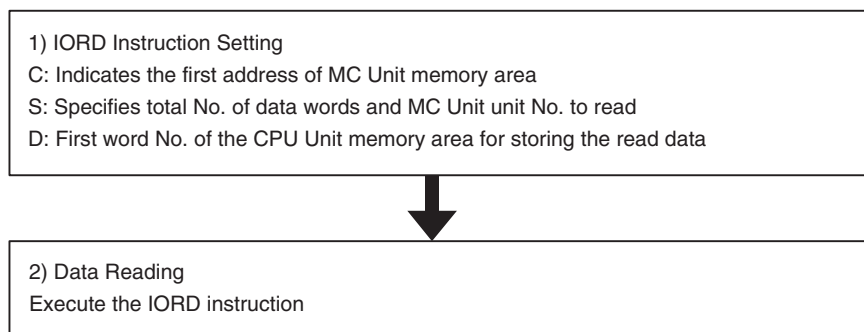 1) IORD Instruction Setting
C: Indicates the first address of MC Unit memory area
S: Specifies total No. of data words and MC Unit unit No. to read
D: First word No. of the CPU Unit memory area for storing the read data
2) Data Reading
Execute the IORD instruction